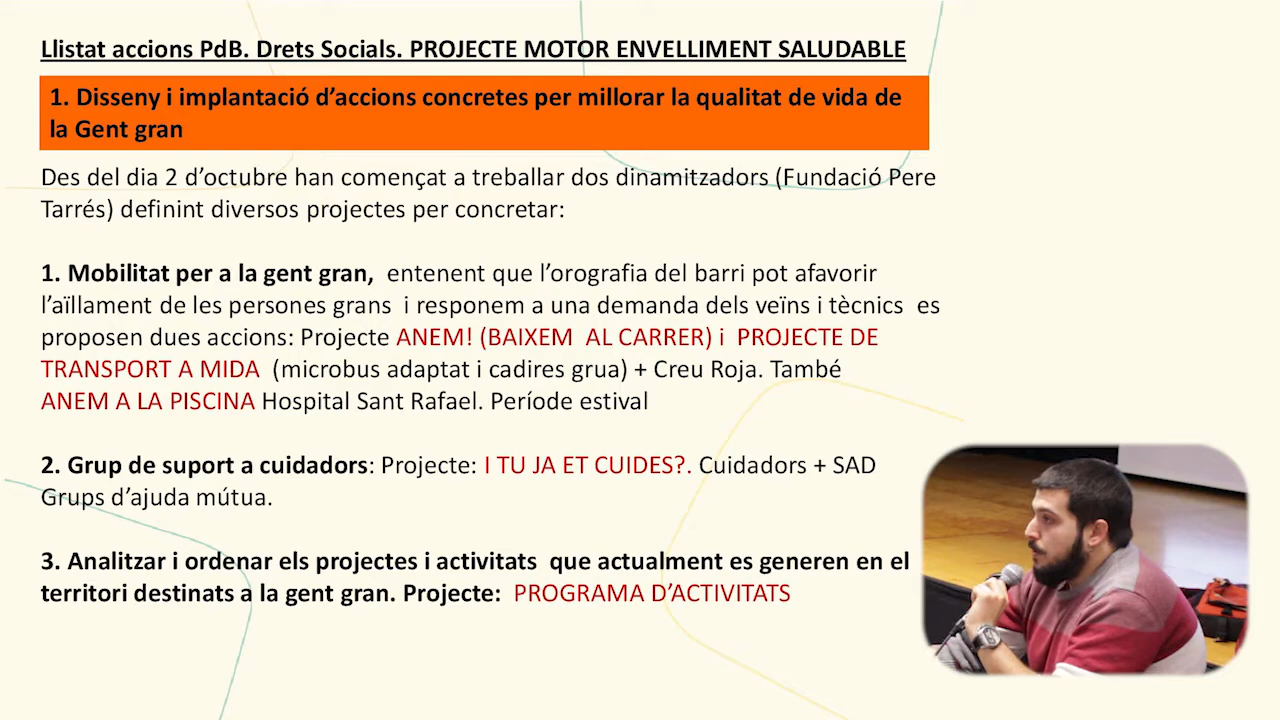 Llistat accions PdB. Drets Socials. PROJECTE MOTOR ENVELLIMENT SALUDABLE
1. Disseny i implantació d’accions concretes per millorar la qualitat de vida de
la Gent gran
Des del dia 2 d’octubre han començat a treballar dos dinamitzadors (Fundació Pere
Tarrés) definint diversos projectes per concretar:
1. Mobilitat per a la gent gran, entenent que l’orografia del barri pot afavorir
l’aïllament de les persones grans i responem a una demanda dels veïns i tècnics es
proposen dues accions: Projecte ANEM! (BAIXEM AL CARRER) i PROJECTE DE
TRANSPORT A MIDA (microbus adaptat i cadires grua) + Creu Roja. També
ANEM A LA PISCINA Hospital Sant Rafael. Període estival
2. Grup de suport a cuidadors: Projecte: I TU JA ET CUIDES?. Cuidadors + SAD
Grups d’ajuda mútua.
3. Analitzar i ordenar els projectes i activitats que actualment es generen en el
territori destinats a la gent gran. Projecte: PROGRAMA D’ACTIVITATS